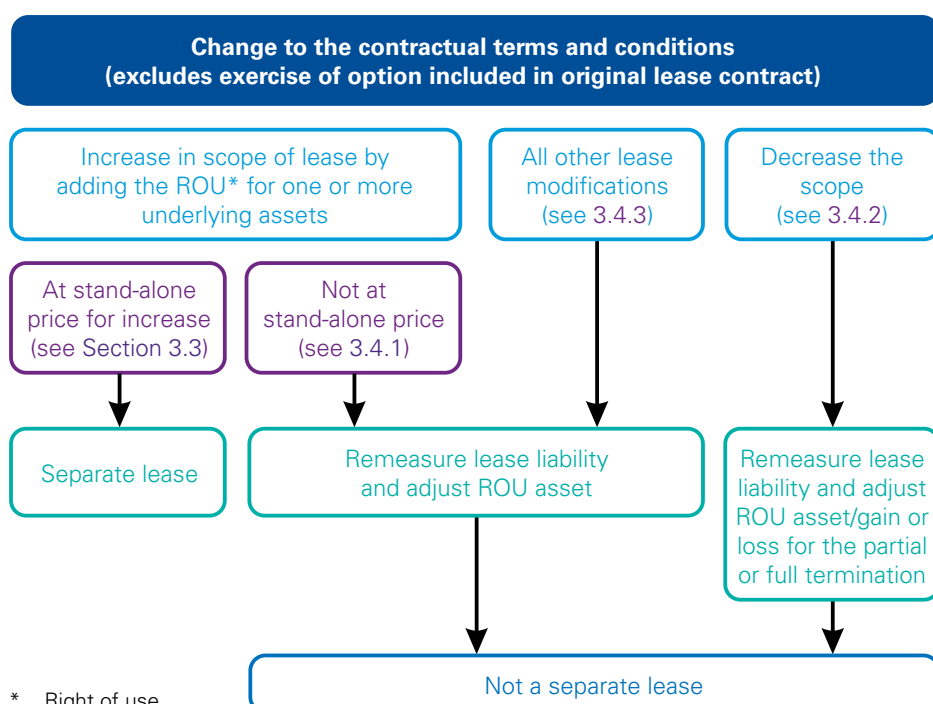 Change to the contractual terms and conditions
(excludes exercise of option included in original lease contract)
Increase in scope of lease by
adding the ROU* for one or more
underlying assets
All other lease
modifications
(see 3.4.3)
Decrease the
scope
(see 3.4.2)
At stand-alone
price for increase
(see Section 3.3)
Not at
stand-alone price
(see 3.4.1)
Separate lease
Remeasure lease liability
and adjust ROU asset
Remeasure lease
liability and adjust
ROU asset/gain or
loss for the partial
or full termination
Not a separate lease
* Right of use